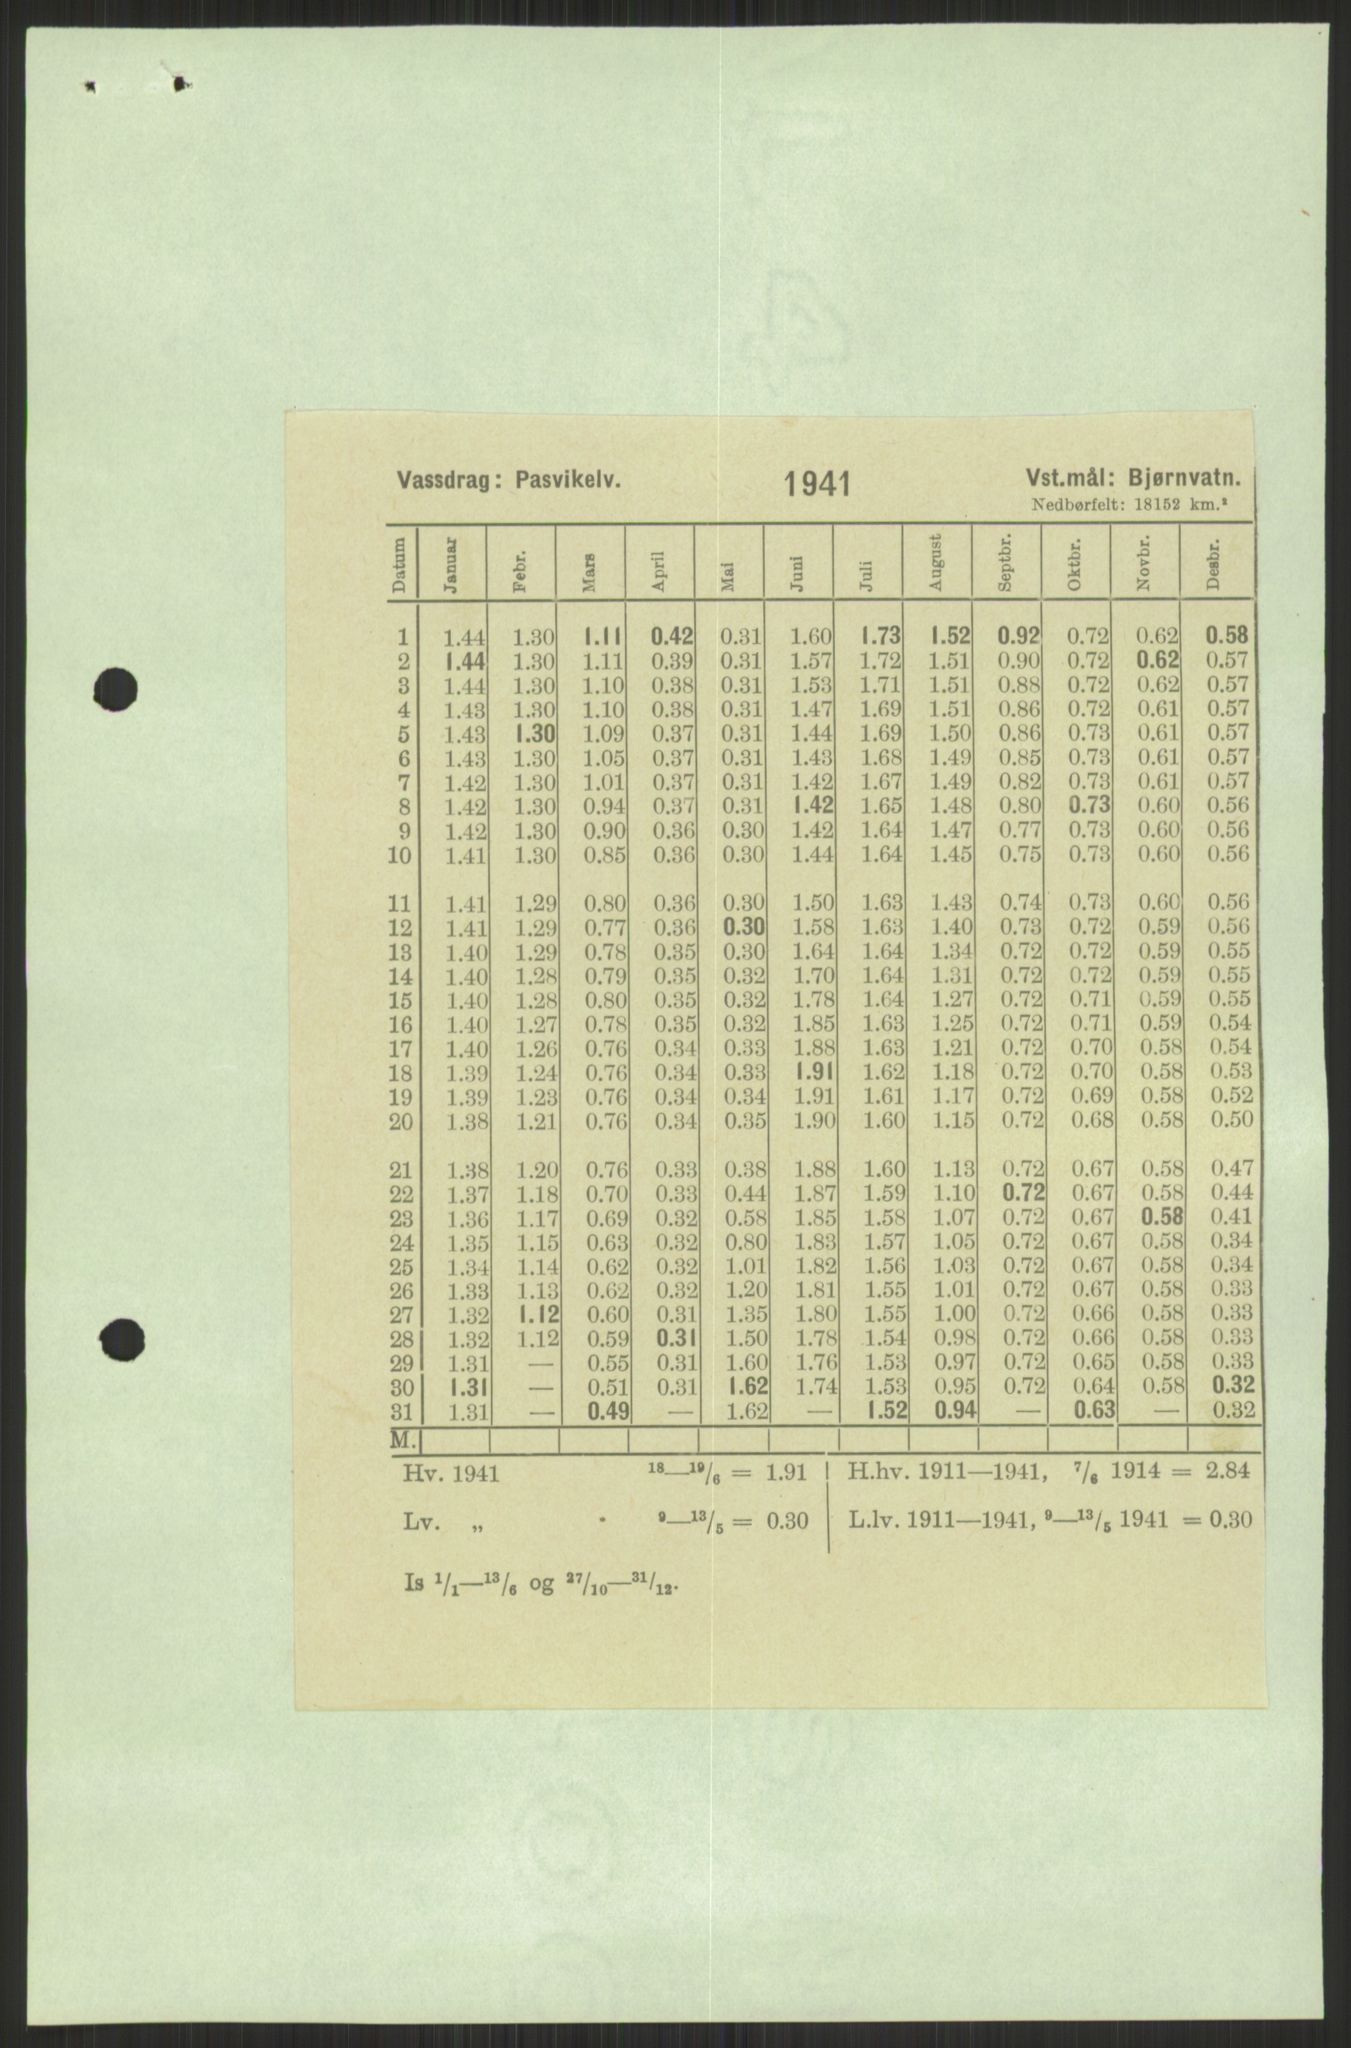 Vassdrag: Pasvikelv. 1941 Vst.mål: Bjørnvatn.
Nedbørfelt: 18152 km.²
Datum Januar Febr. Mars April Mai Juni Juli August Septbr. Oktbr. Novbr. Desbr.
1 1.44 1.30 1.11 0.42 0.31 1.60 1.73 1.52 0.92 0.72 0.62 0.58
2 1.44 1.30 1.11 0.39 0.31 1.57 1.72 1.51 0.90 0.72 0.62 0.57
3 1.44 1.30 1.10 0.38 0.31 1.53 1.71 1.51 0.88 0.72 0.62 0.57
4 1.43 1.30 1.10 0.38 0.31 1.47 1.69 1.51 0.86 0.72 0.61 0.57
5 1.43 1.30 1.09 0.37 0.31 1.44 1.69 1.50 0.86 0.73 0.61 0.57
6 1.43 1.30 1.05 0.37 0.31 1.43 1.68 1.49 0.85 0.73 0.61 0.57
7 1.42 1.30 1.01 0.37 0.31 1.42 1.67 1.49 0.82 0.73 0.61 0.57
8 1.42 1.30 0.94 0.37 0.31 1.42 1.65 1.48 0.80 0.73 0.60 0.56
9 1.42 1.30 0.90 0.36 0.30 1.42 1.64 1.47 0.77 0.73 0.60 0.56
10 1.41 1.30 0.85 0.36 0.30 1.44 1.64 1.45 0.75 0.73 0.60 0.56
11 1.41 1.29 0.80 0.36 0.30 1.50 1.63 1.43 0.74 0.73 0.60 0.56
12 1.41 1.29 0.77 0.36 0.30 1.58 1.63 1.40 0.73 0.72 0.59 0.56
13 1.40 1.29 0.78 0.35 0.30 1.64 1.64 1.34 0.72 0.72 0.59 0.55
14 1.40 1.28 0.79 0.35 0.32 1.70 1.64 1.31 0.72 0.72 0.59 0.55
15 1.40 1.28 0.80 0.35 0.32 1.78 1.64 1.27 0.72 0.71 0.59 0.55
16 1.40 1.27 0.78 0.35 0.32 1.85 1.63 1.25 0.72 0.71 0.59 0.54
17 1.40 1.26 0.76 0.34 0.33 1.88 1.63 1.21 0.72 0.70 0.58 0.54
18 1.39 1.24 0.76 0.34 0.33 1.91 1.62 1.18 0.72 0.70 0.58 0.53
19 1.39 1.23 0.76 0.34 0.34 1.91 1.61 1.17 0.72 0.69 0.58 0.52
20 1.38 1.21 0.76 0.34 0.35 1.90 1.60 1.15 0.72 0.68 0.58 0.50
21 1.38 1.20 0.76 0.33 0.38 1.88 1.60 1.13 0.72 0.67 0.58 0.47
22 1.37 1.18 0.70 0.33 0.44 1.87 1.59 1.10 0.72 0.67 0.58 0.44
23 1.36 1.17 0.69 0.32 0.58 1.85 1.58 1.07 0.72 0.67 0.58 0.41
24 1.35 1.15 0.63 0.32 0.80 1.83 1.57 1.05 0.72 0.67 0.58 0.34
25 1.34 1.14 0.62 0.32 1.01 1.82 1.56 1.03 0.72 0.67 0.58 0.34
26 1.33 1.13 0.62 0.32 1.20 1.81 1.55 1.01 0.72 0.67 0.58 0.33
27 1.32 1.12 0.60 0.31 1.35 1.80 1.55 1.00 0.72 0.66 0.58 0.33
28 1.32 1.12 0.59 0.31 1.50 1.78 1.54 0.98 0.72 0.66 0.58 0.33
29 1.31 — 0.55 0.31 1.60 1.76 1.53 0.97 0.72 0.65 0.58 0.33
30 1.31 — 0.51 0.31 1.62 1.74 1.53 0.95 0.72 0.64 0.58 0.32
31 1.31 — 0.49 — 1.62 — 1.52 0.94 — 0.63 — 0.32
M.
Hv. 1941 18—19/6 = 1.91 H.hv. 1911—1941, 7/6 1914 = 2.84
Lv. „ 9—13/5 = 0.30 L.lv. 1911—1941, 9—13/5 1941 = 0.30
Is 1/1—13/6 og 27/10—31/12.